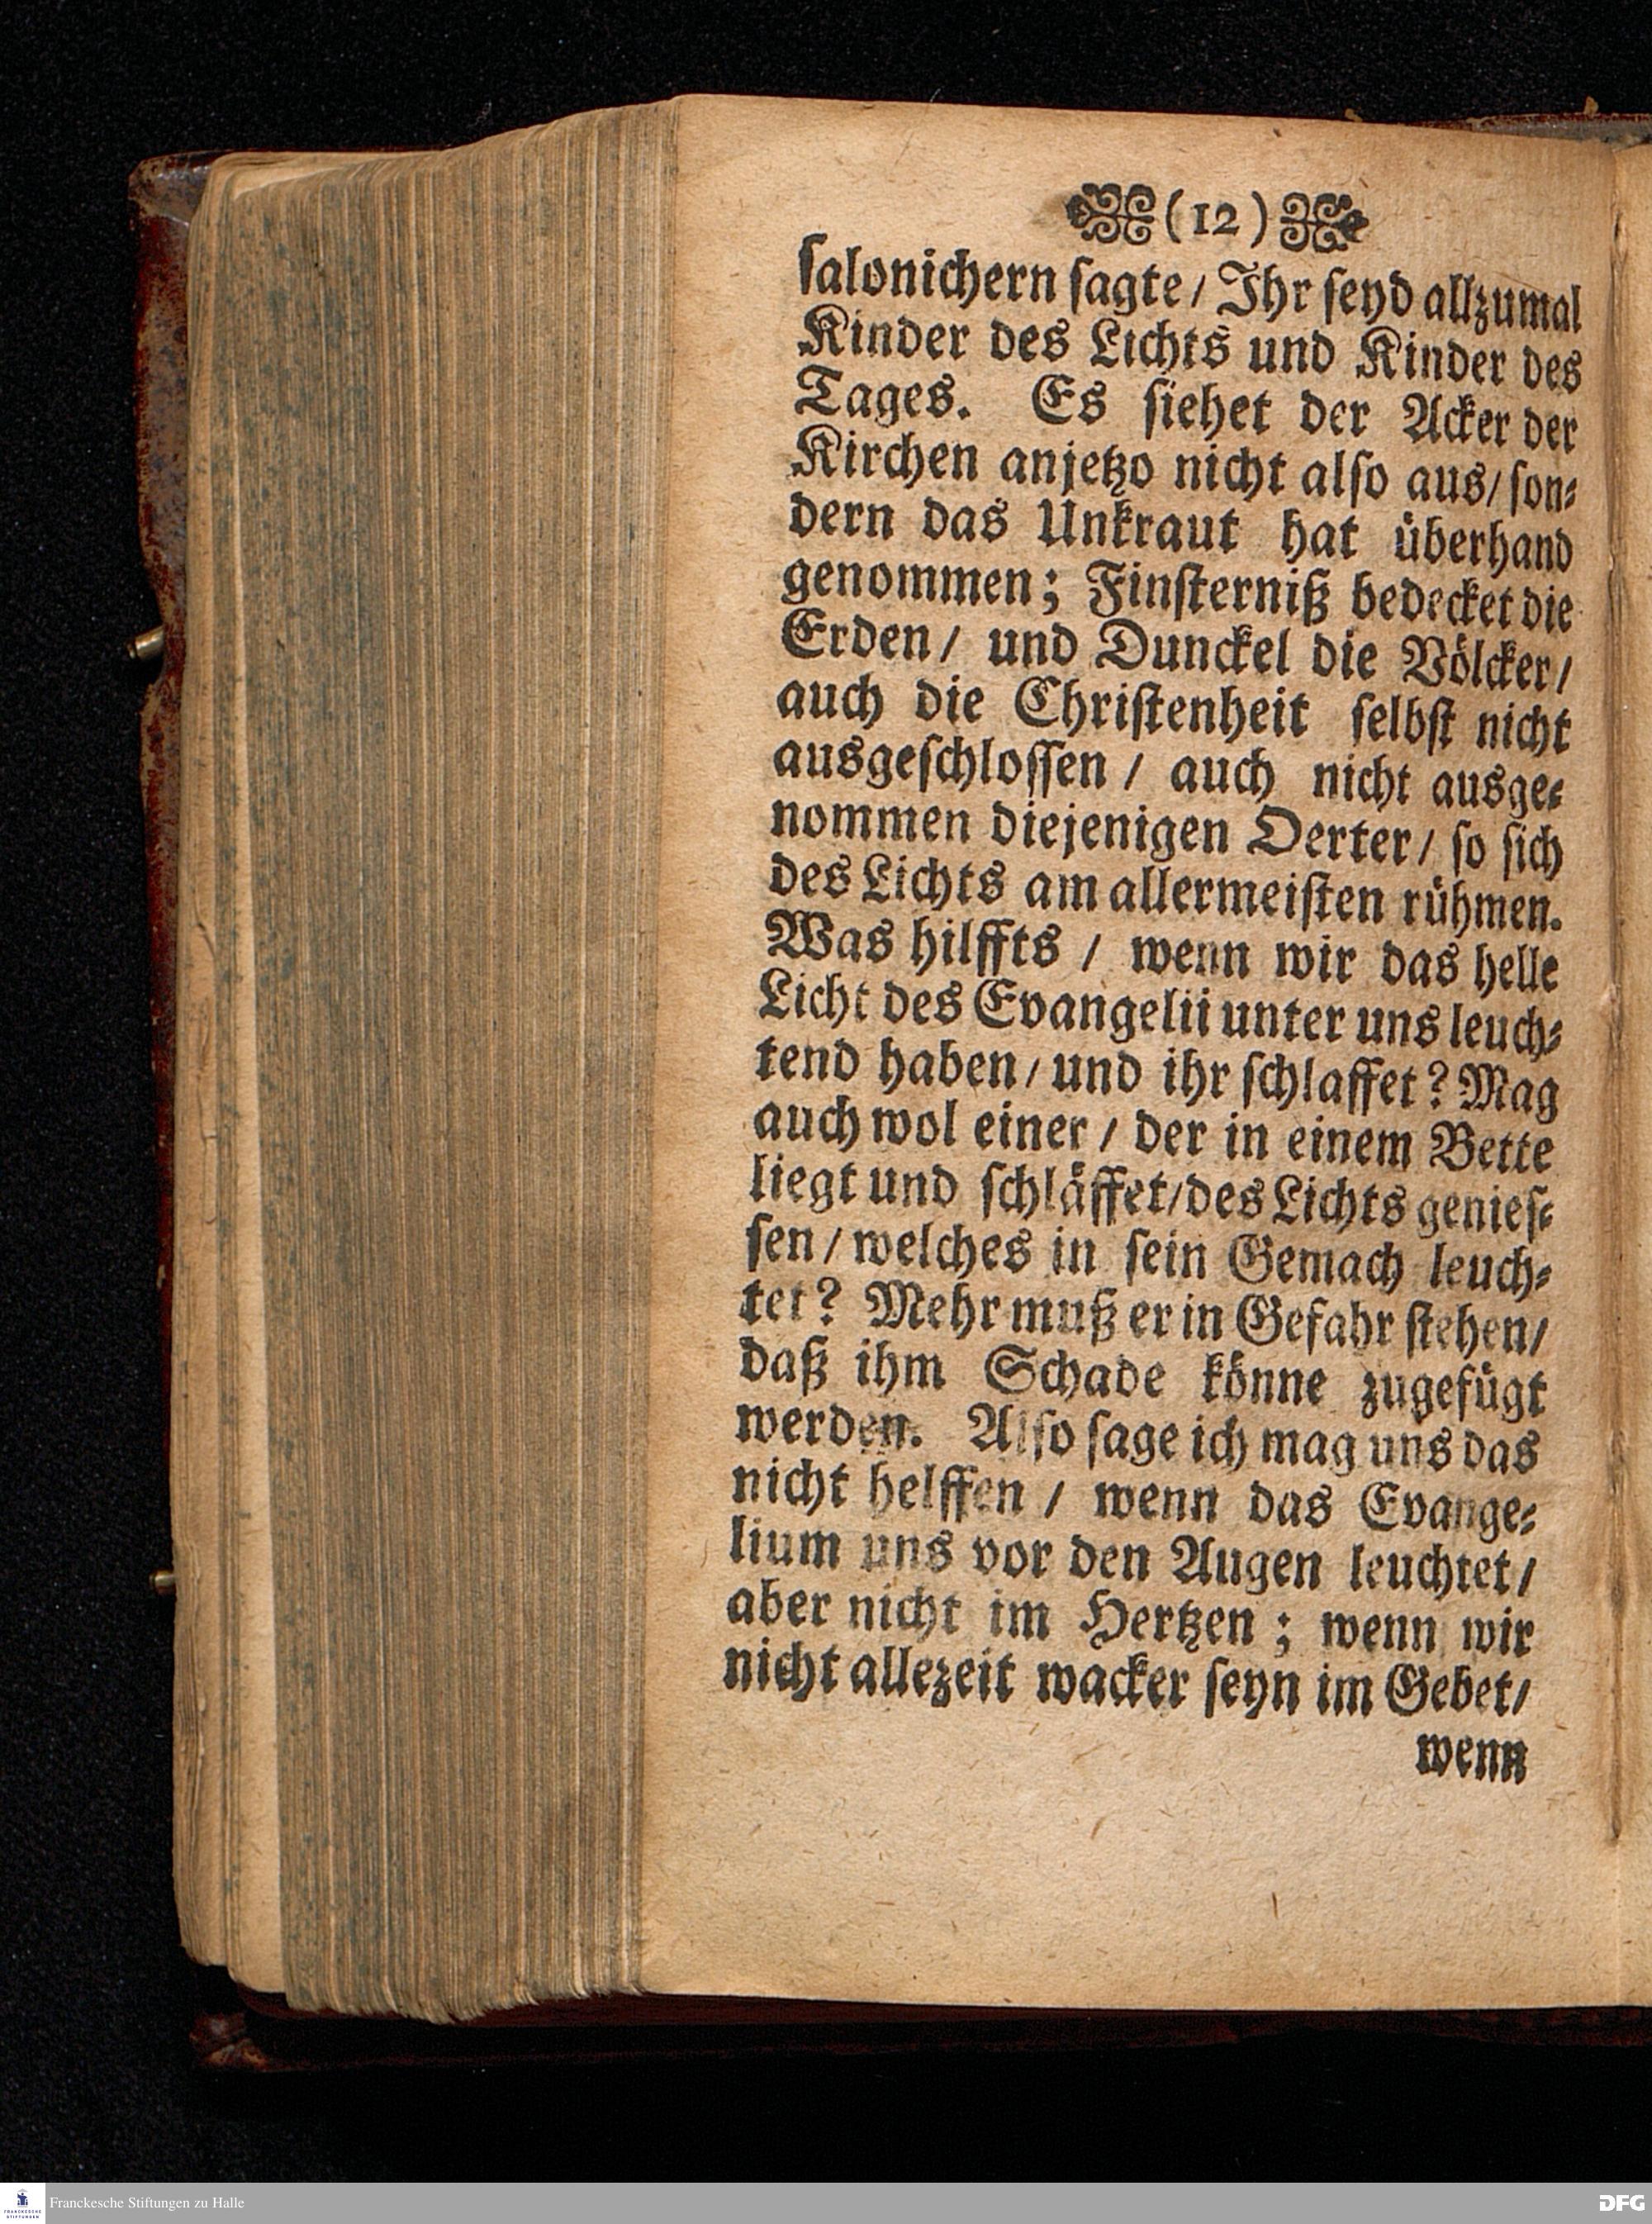 (12)
ſalonichern ſagte / Ihr ſeyd allzumal
Kinder des Lichts und Kinder des
Tages. Es ſiehet der Acker der
Kirchen anjetzo nicht alſo aus / ſon⸗
dern das Unkraut hat überhand
genommen; Finſterniß bedecket die
Erden / und Dunckel die Völcker /
auch die Chriſtenheit ſelbſt nicht
ausgeſchloſſen / auch nicht ausge⸗
nommen diejenigen Oerter / ſo ſich
des Lichts am allermeiſten rühmen.
Was hilffts / wenn wir das helle
Licht des Evangelii unter uns leuch⸗
tend haben / und ihr ſchlaffet? Mag
auch wol einer / der in einem Bette
liegt und ſchläffet / des Lichts genieſ⸗
ſen / welches in ſein Gemach leuch⸗
tet? Mehr muß er in Gefahr ſtehen /
daß ihm Schade könne zugefügt
werden. Alſo ſage ich mag uns das
nicht helffen / wenn das Evange⸗
lium uns vor den Augen leuchtet /
aber nicht im Hertzen; wenn wir
nicht allezeit wacker ſeyn im Gebet /
wenn
Franckesche Stiftungen zu Halle
DFG
FRANCKESCHE
STIFTUNGEN